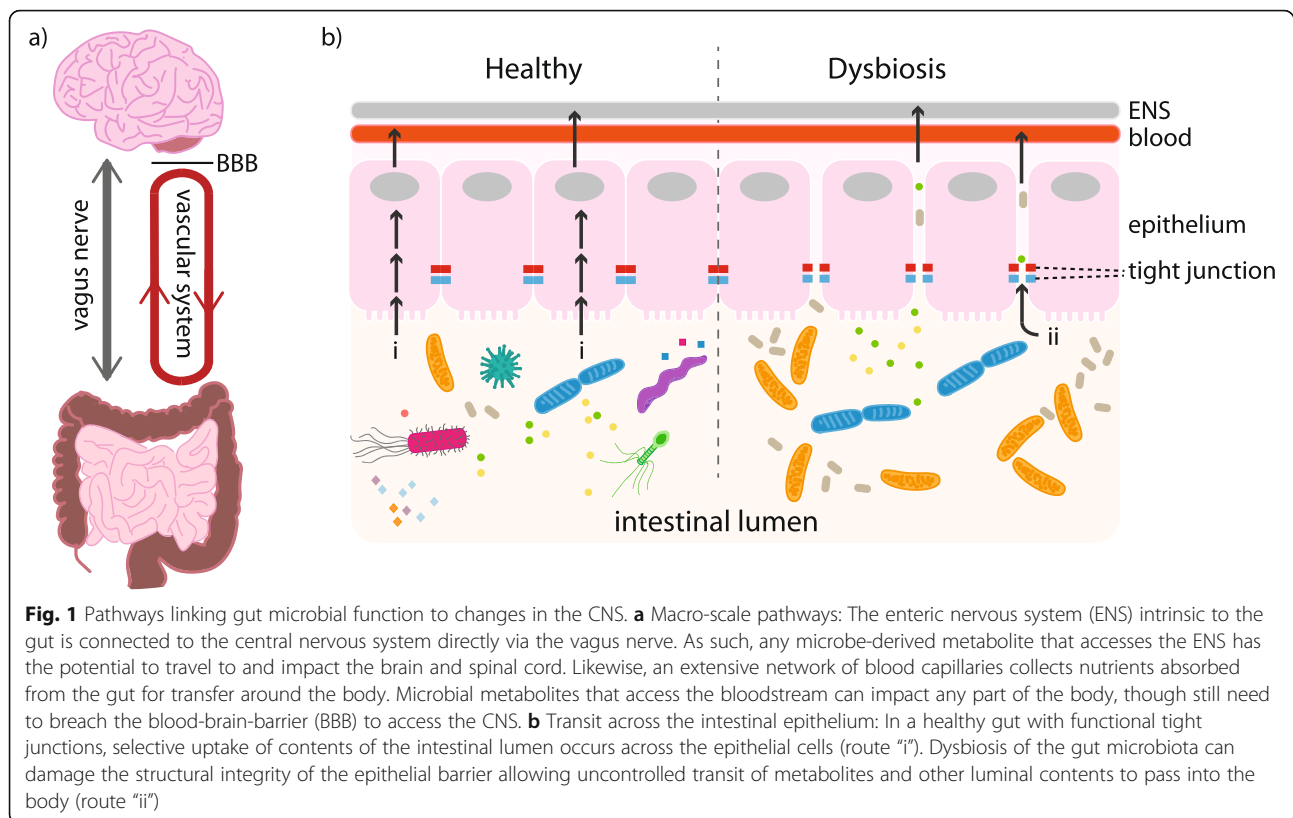 a)
BBB
vagus nerve
vascular system
b)
Healthy
Dysbiosis
ENS
blood
epithelium
tight junction
i
i
ii
intestinal lumen
Fig. 1 Pathways linking gut microbial function to changes in the CNS. a Macro-scale pathways: The enteric nervous system (ENS) intrinsic to the
gut is connected to the central nervous system directly via the vagus nerve. As such, any microbe-derived metabolite that accesses the ENS has
the potential to travel to and impact the brain and spinal cord. Likewise, an extensive network of blood capillaries collects nutrients absorbed
from the gut for transfer around the body. Microbial metabolites that access the bloodstream can impact any part of the body, though still need
to breach the blood-brain-barrier (BBB) to access the CNS. b Transit across the intestinal epithelium: In a healthy gut with functional tight
junctions, selective uptake of contents of the intestinal lumen occurs across the epithelial cells (route “i”). Dysbiosis of the gut microbiota can
damage the structural integrity of the epithelial barrier allowing uncontrolled transit of metabolites and other luminal contents to pass into the
body (route “ii”)